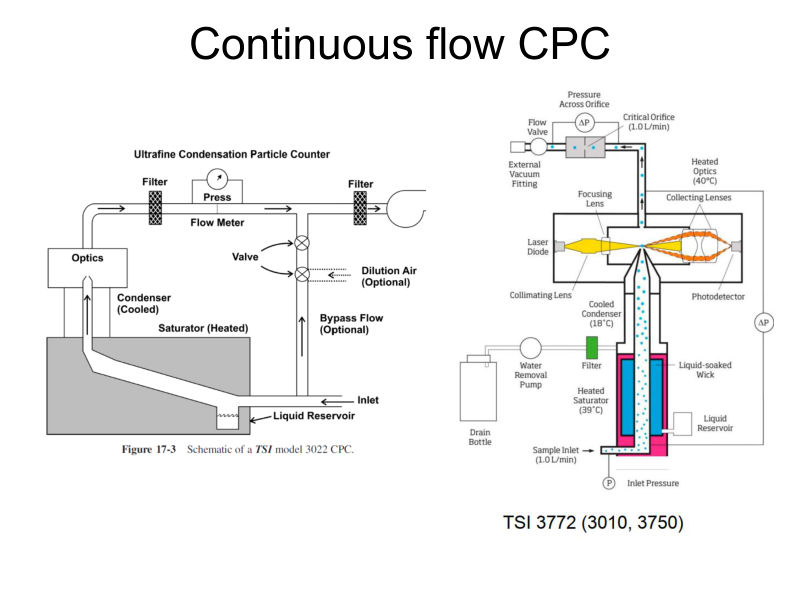 Continuous flow CPC
Ultrafine Condensation Particle Counter
Filter
Press
Flow Meter
Filter
Optics
Valve
Dilution Air
(Optional)
Condenser
(Cooled)
Bypass Flow
(Optional)
Saturator (Heated)
Inlet
Liquid Reservoir
Figure 17-3 Schematic of a TSI model 3022 CPC.
Pressure
Across Orifice
Flow
Valve
ΔP
Critical Orifice
(1.0 L/min)
External
Vacuum
Fitting
Heated
Optics
(40°C)
Focusing
Lens
Collecting Lenses
Laser
Diode
Collimating Lens
Photodetector
Cooled
Condenser
(18°C)
ΔP
Water
Removal
Pump
Filter
Liquid-soaked
Wick
Heated
Saturator
(39°C)
Drain
Bottle
Liquid
Reservoir
Sample Inlet
(1.0 L/min)
P
Inlet Pressure
TSI 3772 (3010, 3750)